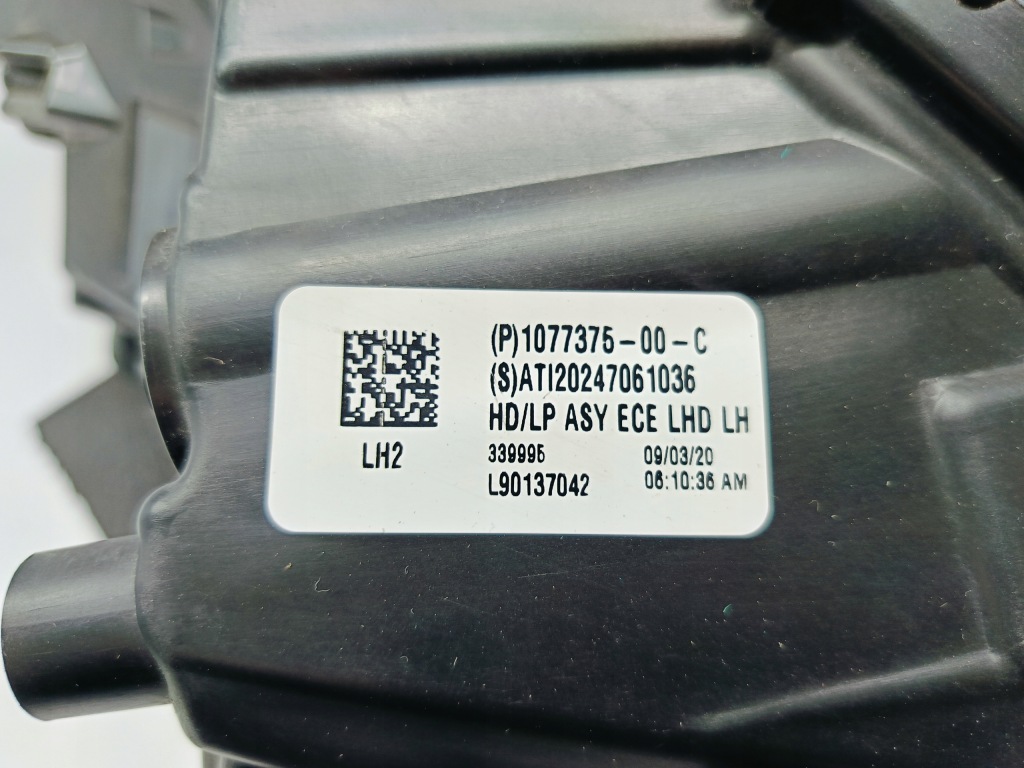 (P)1077375-00-C
(S)ATI20247061036
HD/LP ASY ECE LHD LH
LH2
339995 09/03/20
L90137042 06:10:36 AM